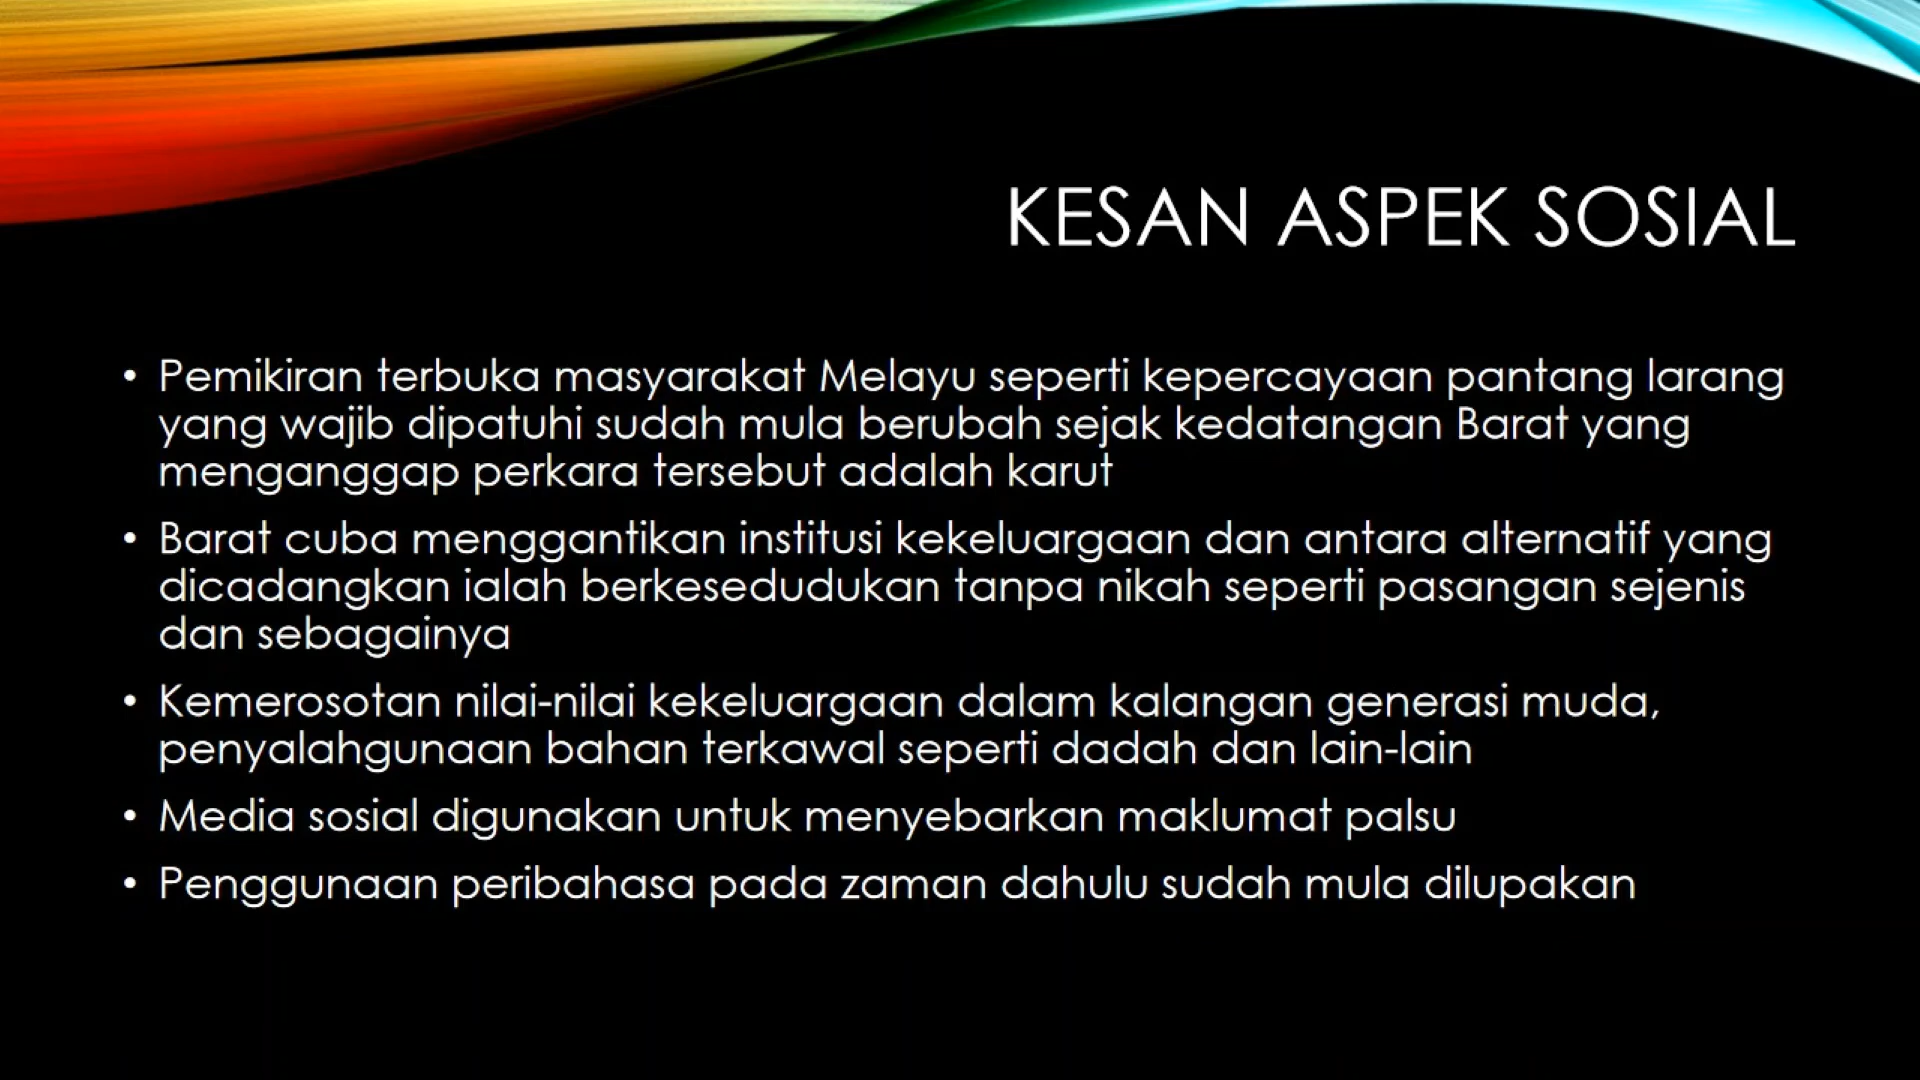 KESAN ASPEK SOSIAL
• Pemikiran terbuka masyarakat Melayu seperti kepercayaan pantang larang
yang wajib dipatuhi sudah mula berubah sejak kedatangan Barat yang
menganggap perkara tersebut adalah karut
• Barat cuba menggantikan institusi kekeluargaan dan antara alternatif yang
dicadangkan ialah berkesedudukan tanpa nikah seperti pasangan sejenis
dan sebagainya
• Kemerosotan nilai-nilai kekeluargaan dalam kalangan generasi muda,
penyalahgunaan bahan terkawal seperti dadah dan lain-lain
• Media sosial digunakan untuk menyebarkan maklumat palsu
• Penggunaan peribahasa pada zaman dahulu sudah mula dilupakan